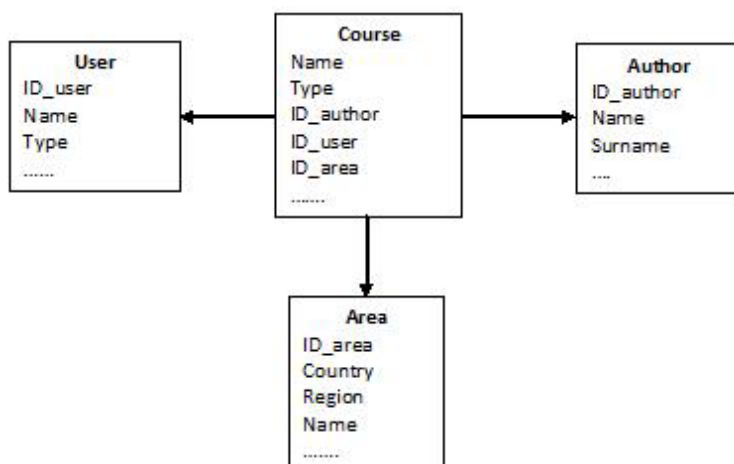 User
ID_user
Name
Type
......
Course
Name
Type
ID_author
ID_user
ID_area
.......
Author
ID_author
Name
Surname
....
Area
ID_area
Country
Region
Name
.......